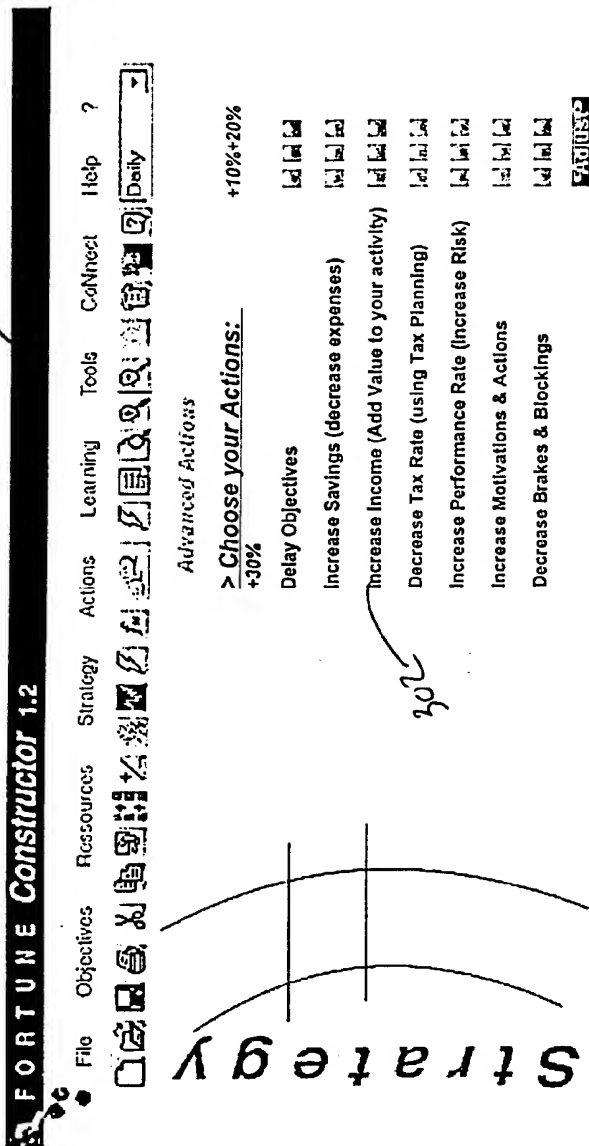 FORTUNE Constructor 1.2
File Objectives Ressources Strategy Actions Learning Tools CoNnect Help ?
Daily
Advanced Actions
> Choose your Actions: +10%+20%
+30%
Delay Objectives
Increase Savings (decrease expenses)
Increase Income (Add Value to your activity)
Decrease Tax Rate (using Tax Planning)
Increase Performance Rate (Increase Risk)
Increase Motivations & Actions
Decrease Brakes & Blockings
Adjust
302
Strategy